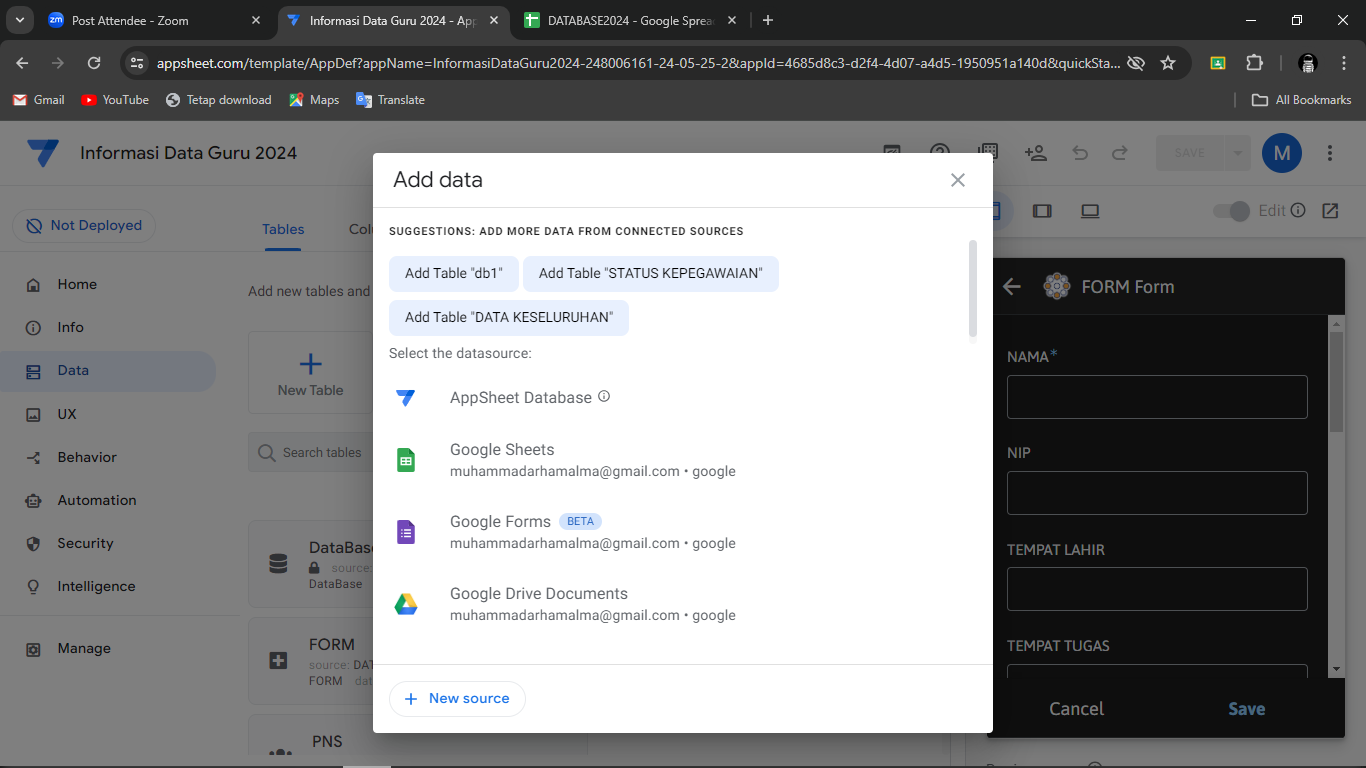 Post Attendee - Zoom
Informasi Data Guru 2024 - App
DATABASE2024 - Google Sprea
appsheet.com/template/AppDef?appName=InformasiDataGuru2024-248006161-24-05-25-2&appId=4685d8c3-d2f4-4d07-a4d5-1950951a140d&quickSta...
Gmail
YouTube
Tetap download
Maps
Translate
All Bookmarks
Informasi Data Guru 2024
SAVE
M
Not Deployed
Tables
Edit
Home
Info
Data
UX
Behavior
Automation
Security
Intelligence
Manage
Add new tables and
New Table
Search tables
DataBase
source:
DataBase
FORM
source: DAT
FORM dat
PNS
Add data
SUGGESTIONS: ADD MORE DATA FROM CONNECTED SOURCES
Add Table "db1"
Add Table "STATUS KEPEGAWAIAN"
Add Table "DATA KESELURUHAN"
Select the datasource:
AppSheet Database
Google Sheets
muhammadarhamalma@gmail.com • google
Google Forms BETA
muhammadarhamalma@gmail.com • google
Google Drive Documents
muhammadarhamalma@gmail.com • google
+ New source
FORM Form
NAMA*
NIP
TEMPAT LAHIR
TEMPAT TUGAS
Cancel
Save